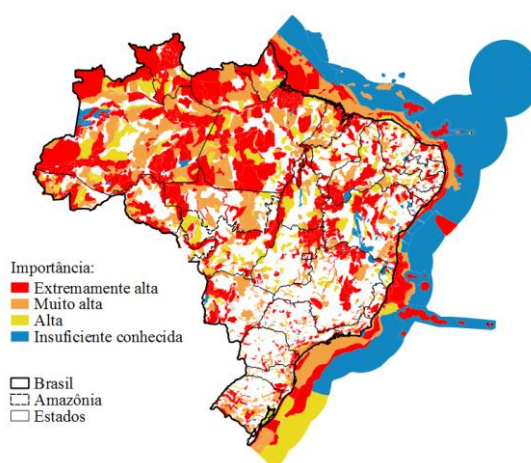 Importância:
Extremamente alta
Muito alta
Alta
Insuficiente conhecida
Brasil
Amazônia
Estados